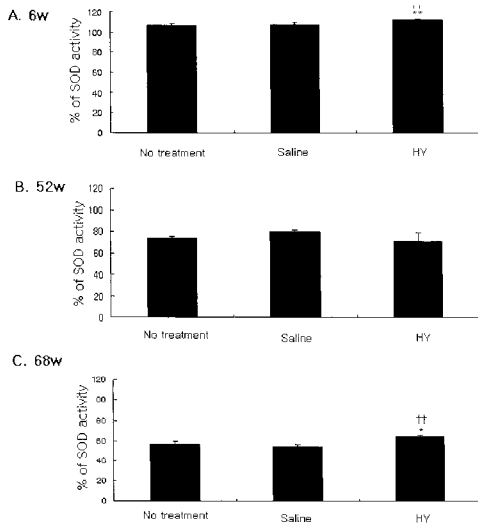 A. 6w
% of SOD activity
120
100
80
60
40
20
0
**
No treatment
Saline
HY
B. 52w
% of SOD activity
120
100
80
60
40
20
0
No treatment
Saline
HY
C. 68w
% of SOD activity
20
00
80
60
40
20
0
††
*
No treatment
Saline
HY